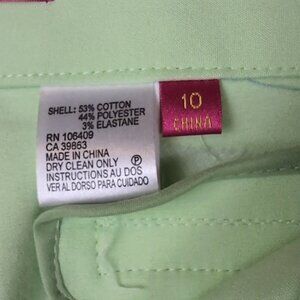 SHELL: 53% COTTON
44% POLYESTER
3% ELASTANE
RN 106409
CA 39863
MADE IN CHINA
DRY CLEAN ONLY P
INSTRUCTIONS AU DOS
VER AL DORSO PARA CUIDADO
10
CHINA